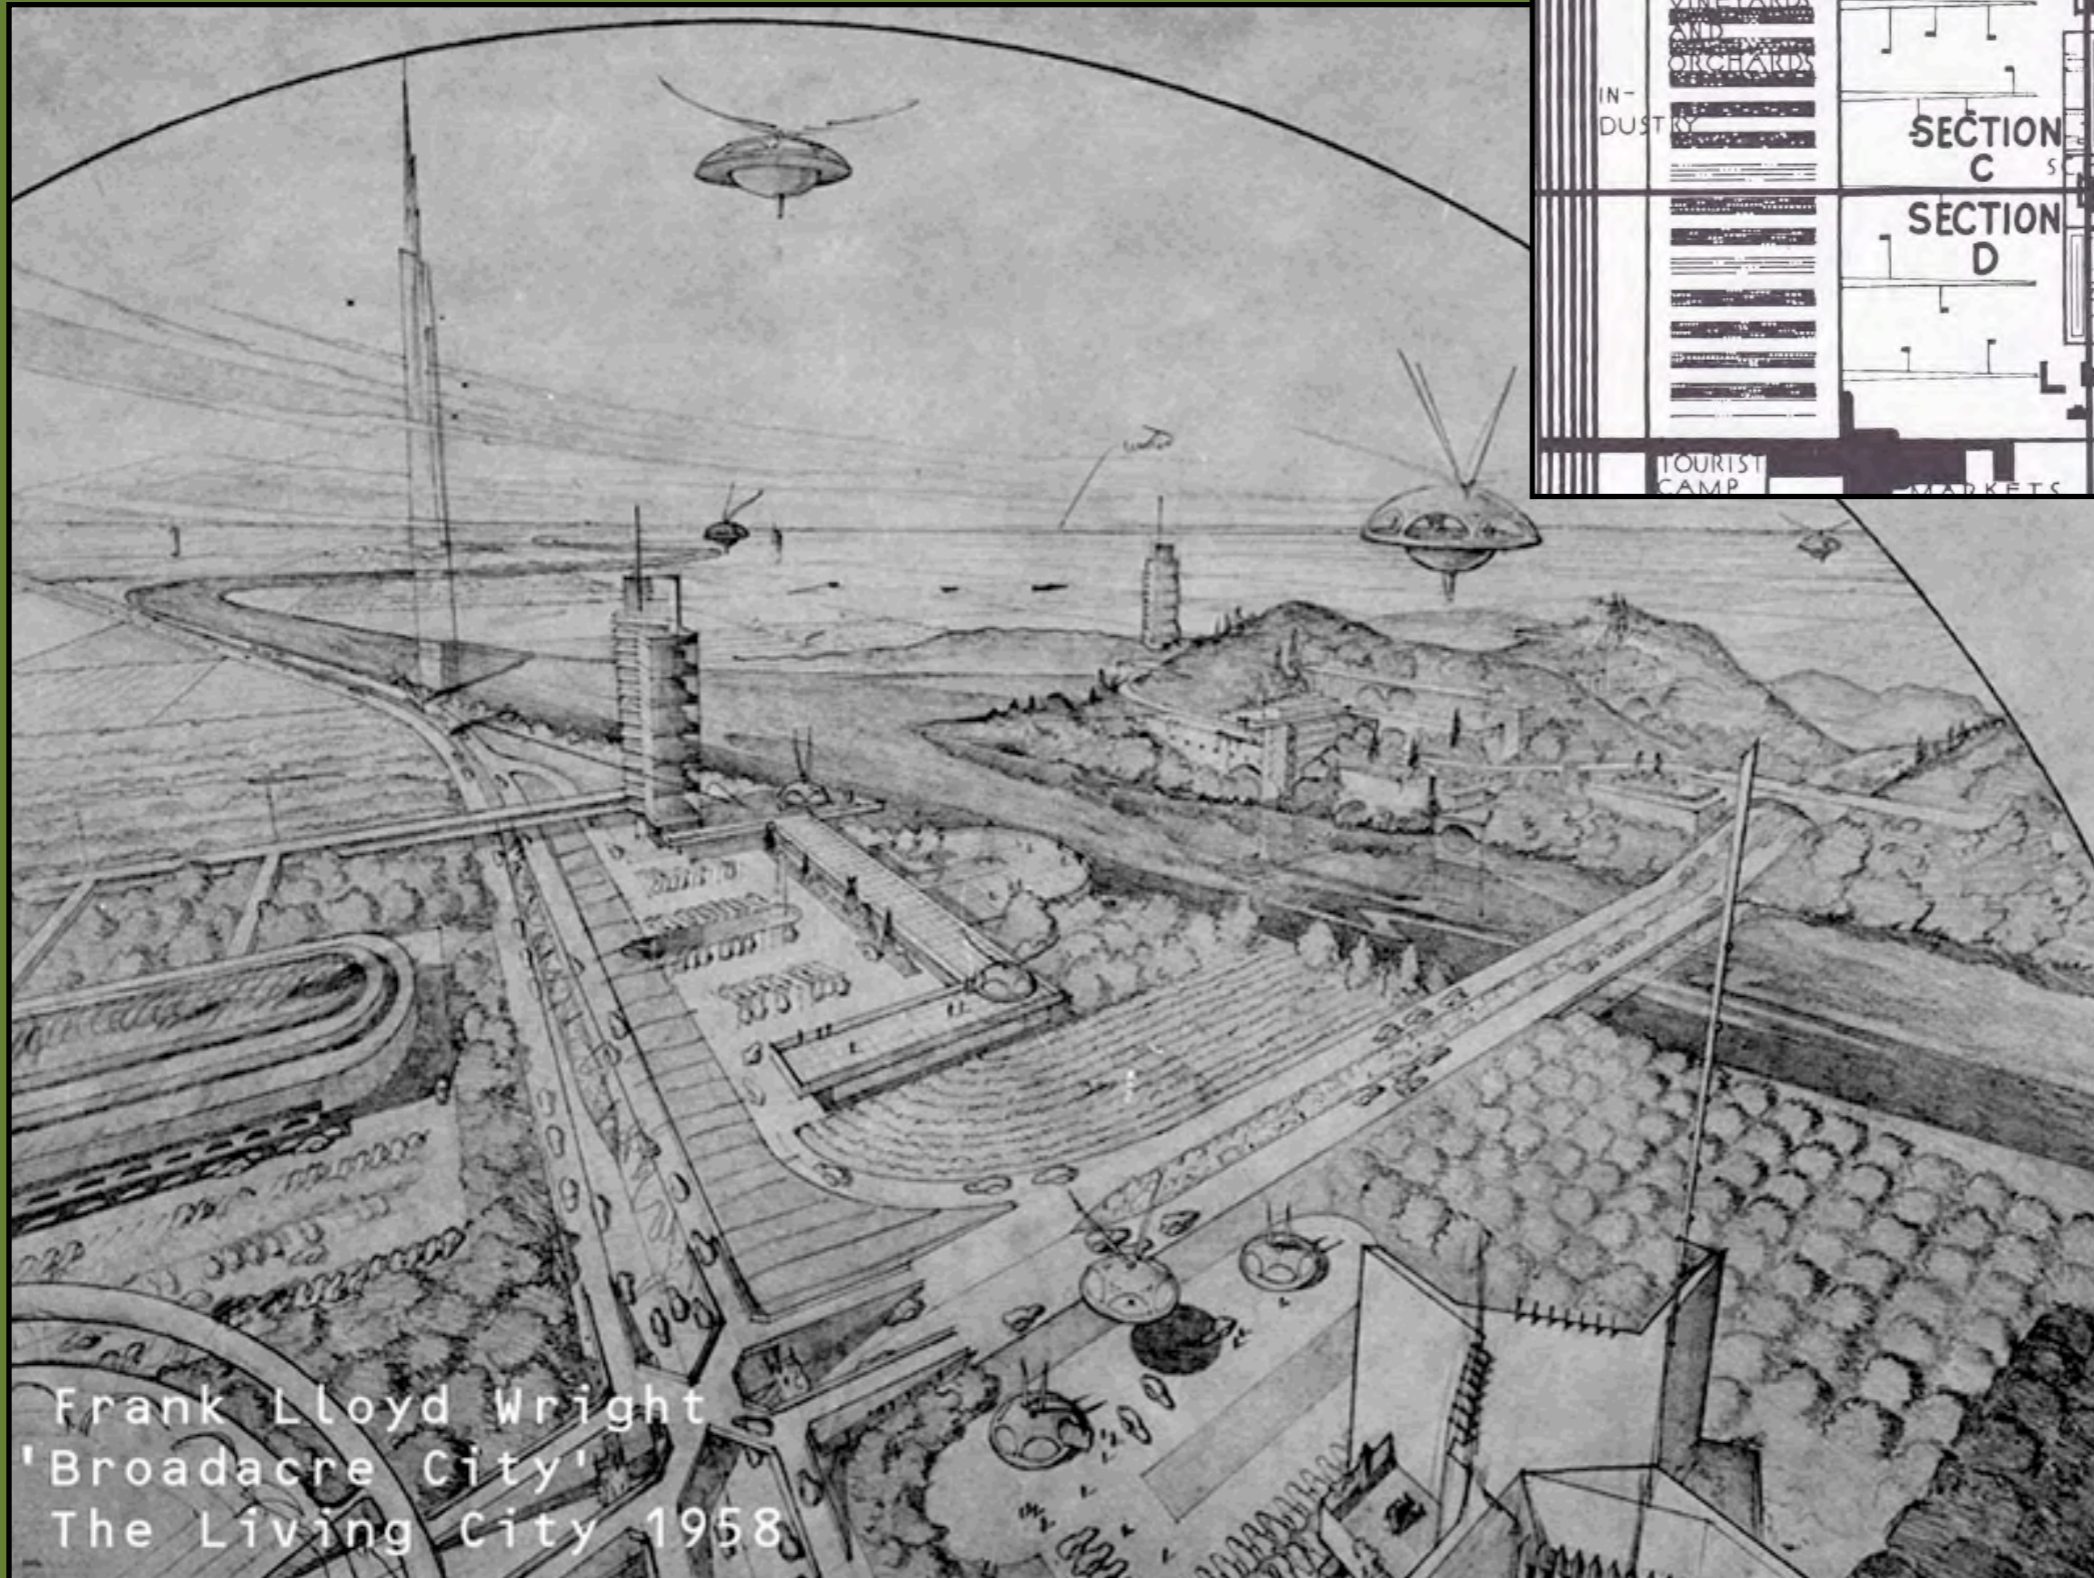 VINEYARDS
AND
ORCHARDS
IN-
DUSTRY
SECTION
C
SECTION
D
TOURIST
CAMP
MARKETS
Frank Lloyd Wright
'Broadacre City'
The Living City 1958